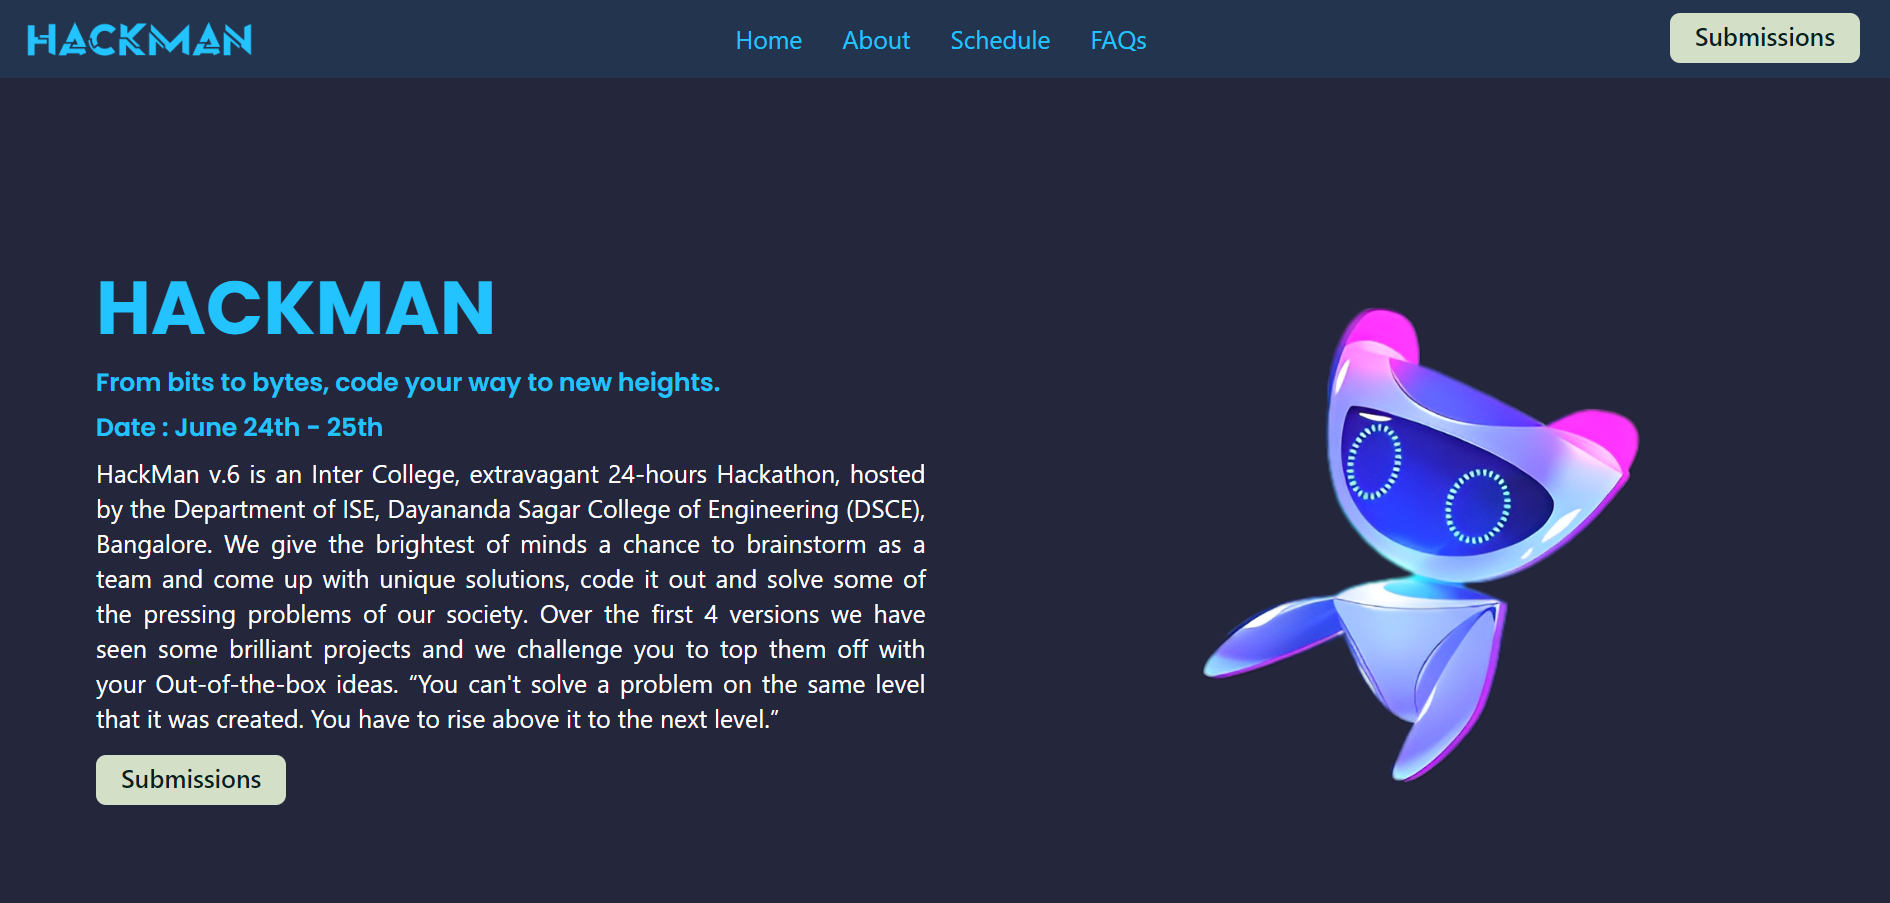 HACKMAN
Home
About
Schedule
FAQs
Submissions
HACKMAN
From bits to bytes, code your way to new heights.
Date : June 24th - 25th
HackMan v.6 is an Inter College, extravagant 24-hours Hackathon, hosted
by the Department of ISE, Dayananda Sagar College of Engineering (DSCE),
Bangalore. We give the brightest of minds a chance to brainstorm as a
team and come up with unique solutions, code it out and solve some of
the pressing problems of our society. Over the first 4 versions we have
seen some brilliant projects and we challenge you to top them off with
your Out-of-the-box ideas. “You can't solve a problem on the same level
that it was created. You have to rise above it to the next level.”
Submissions